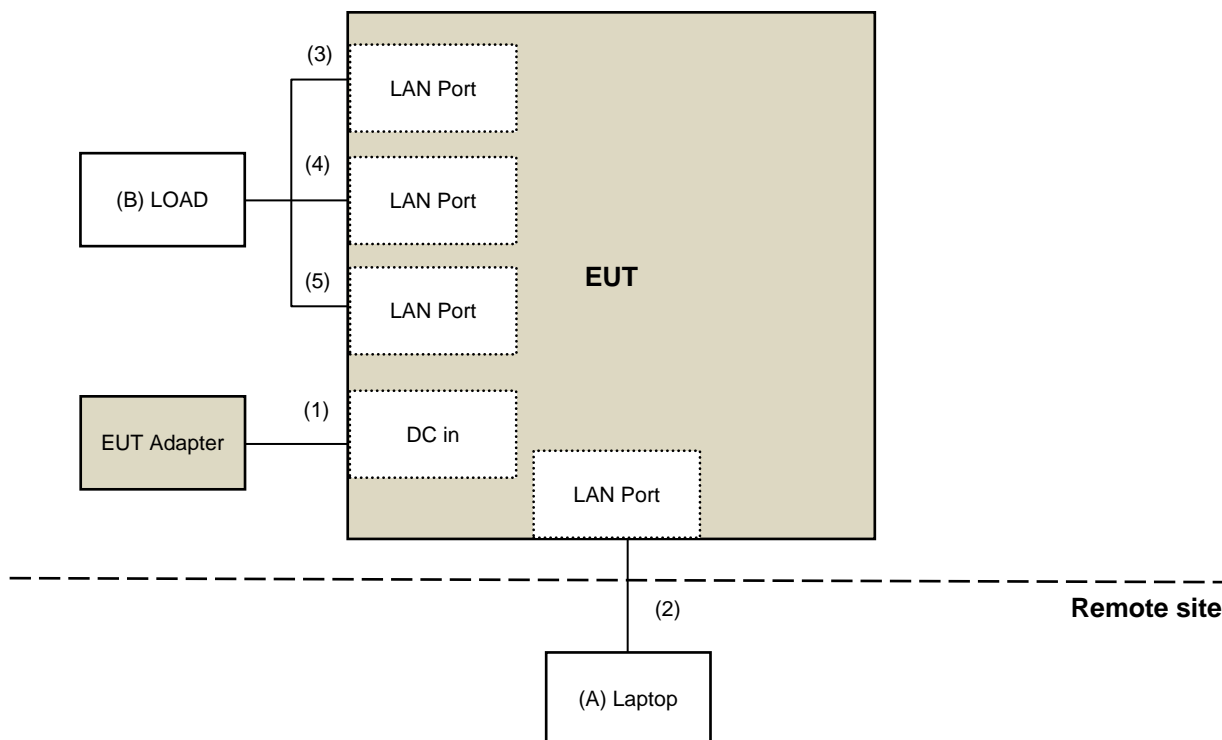 (3)
LAN Port
(4)
LAN Port
(B) LOAD
(5)
LAN Port
EUT
(1)
DC in
EUT Adapter
LAN Port
(2)
Remote site
(A) Laptop